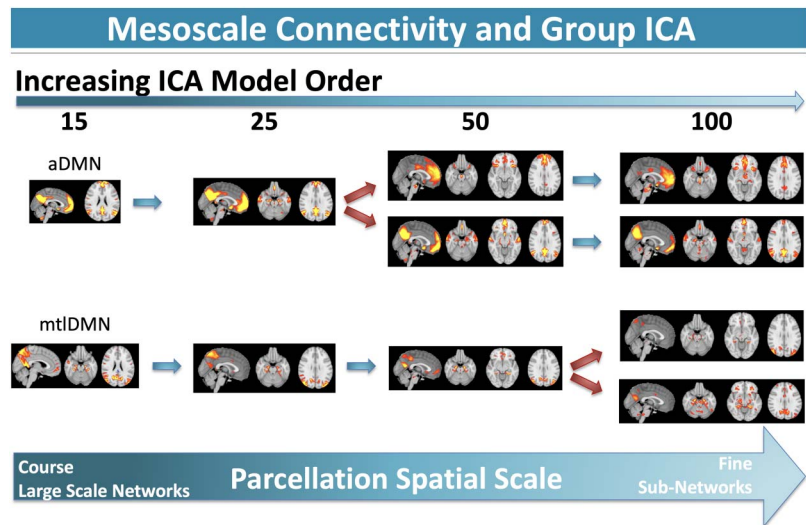 Mesoscale Connectivity and Group ICA
Increasing ICA Model Order
15 25 50 100
aDMN
mtlDMN
Course
Large Scale Networks
Parcellation Spatial Scale
Fine
Sub-Networks